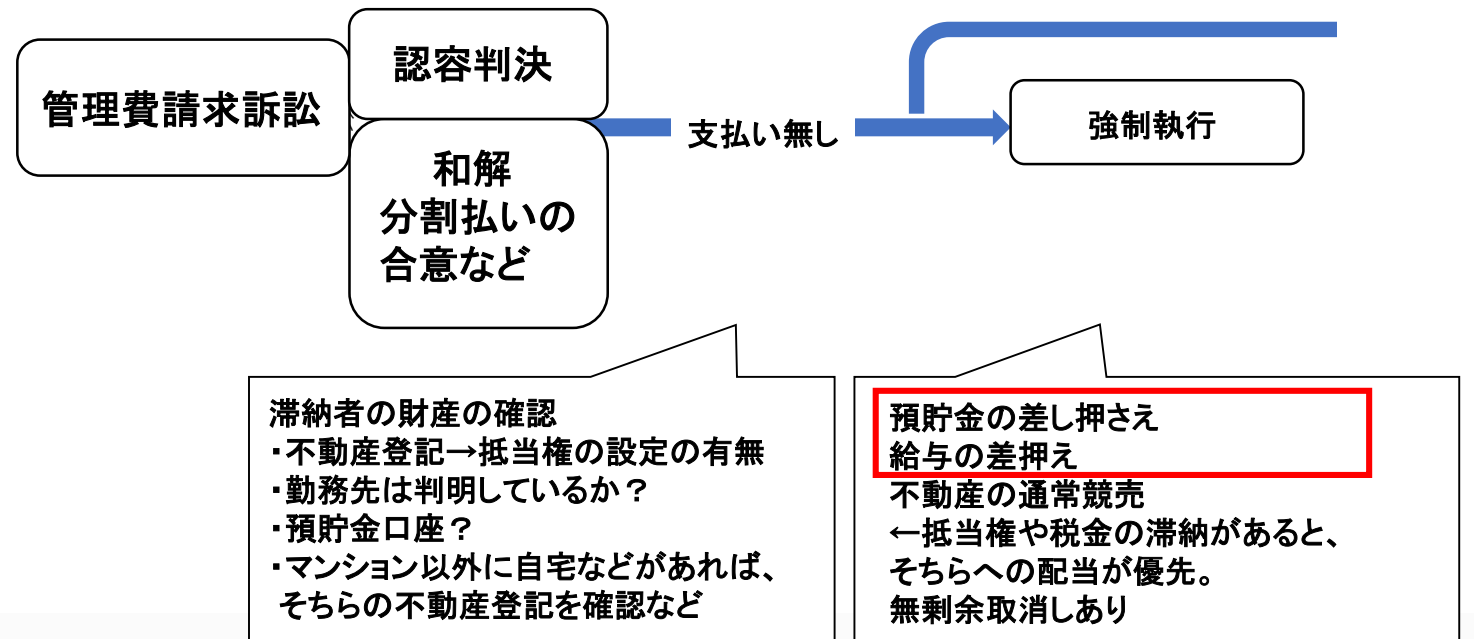 管理費請求訴訟
認容判決
和解
分割払いの
合意など
支払い無し
強制執行
滞納者の財産の確認
・不動産登記→抵当権の設定の有無
・勤務先は判明しているか？
・預貯金口座？
・マンション以外に自宅などがあれば、
そちらの不動産登記を確認など
預貯金の差し押さえ
給与の差押え
不動産の通常競売
←抵当権や税金の滞納があると、
そちらへの配当が優先。
無剰余取消しあり